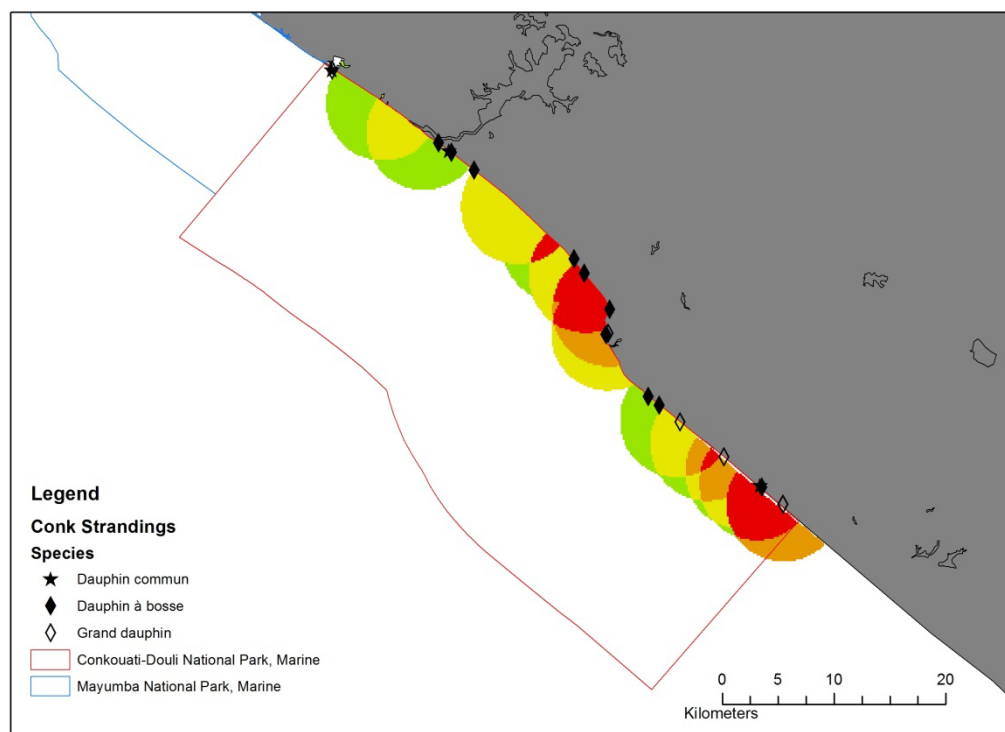 Legend
Conk Strandings
Species
Dauphin commun
Dauphin à bosse
Grand dauphin
Conkouati-Douli National Park, Marine
Mayumba National Park, Marine
0 5 10 20
Kilometers